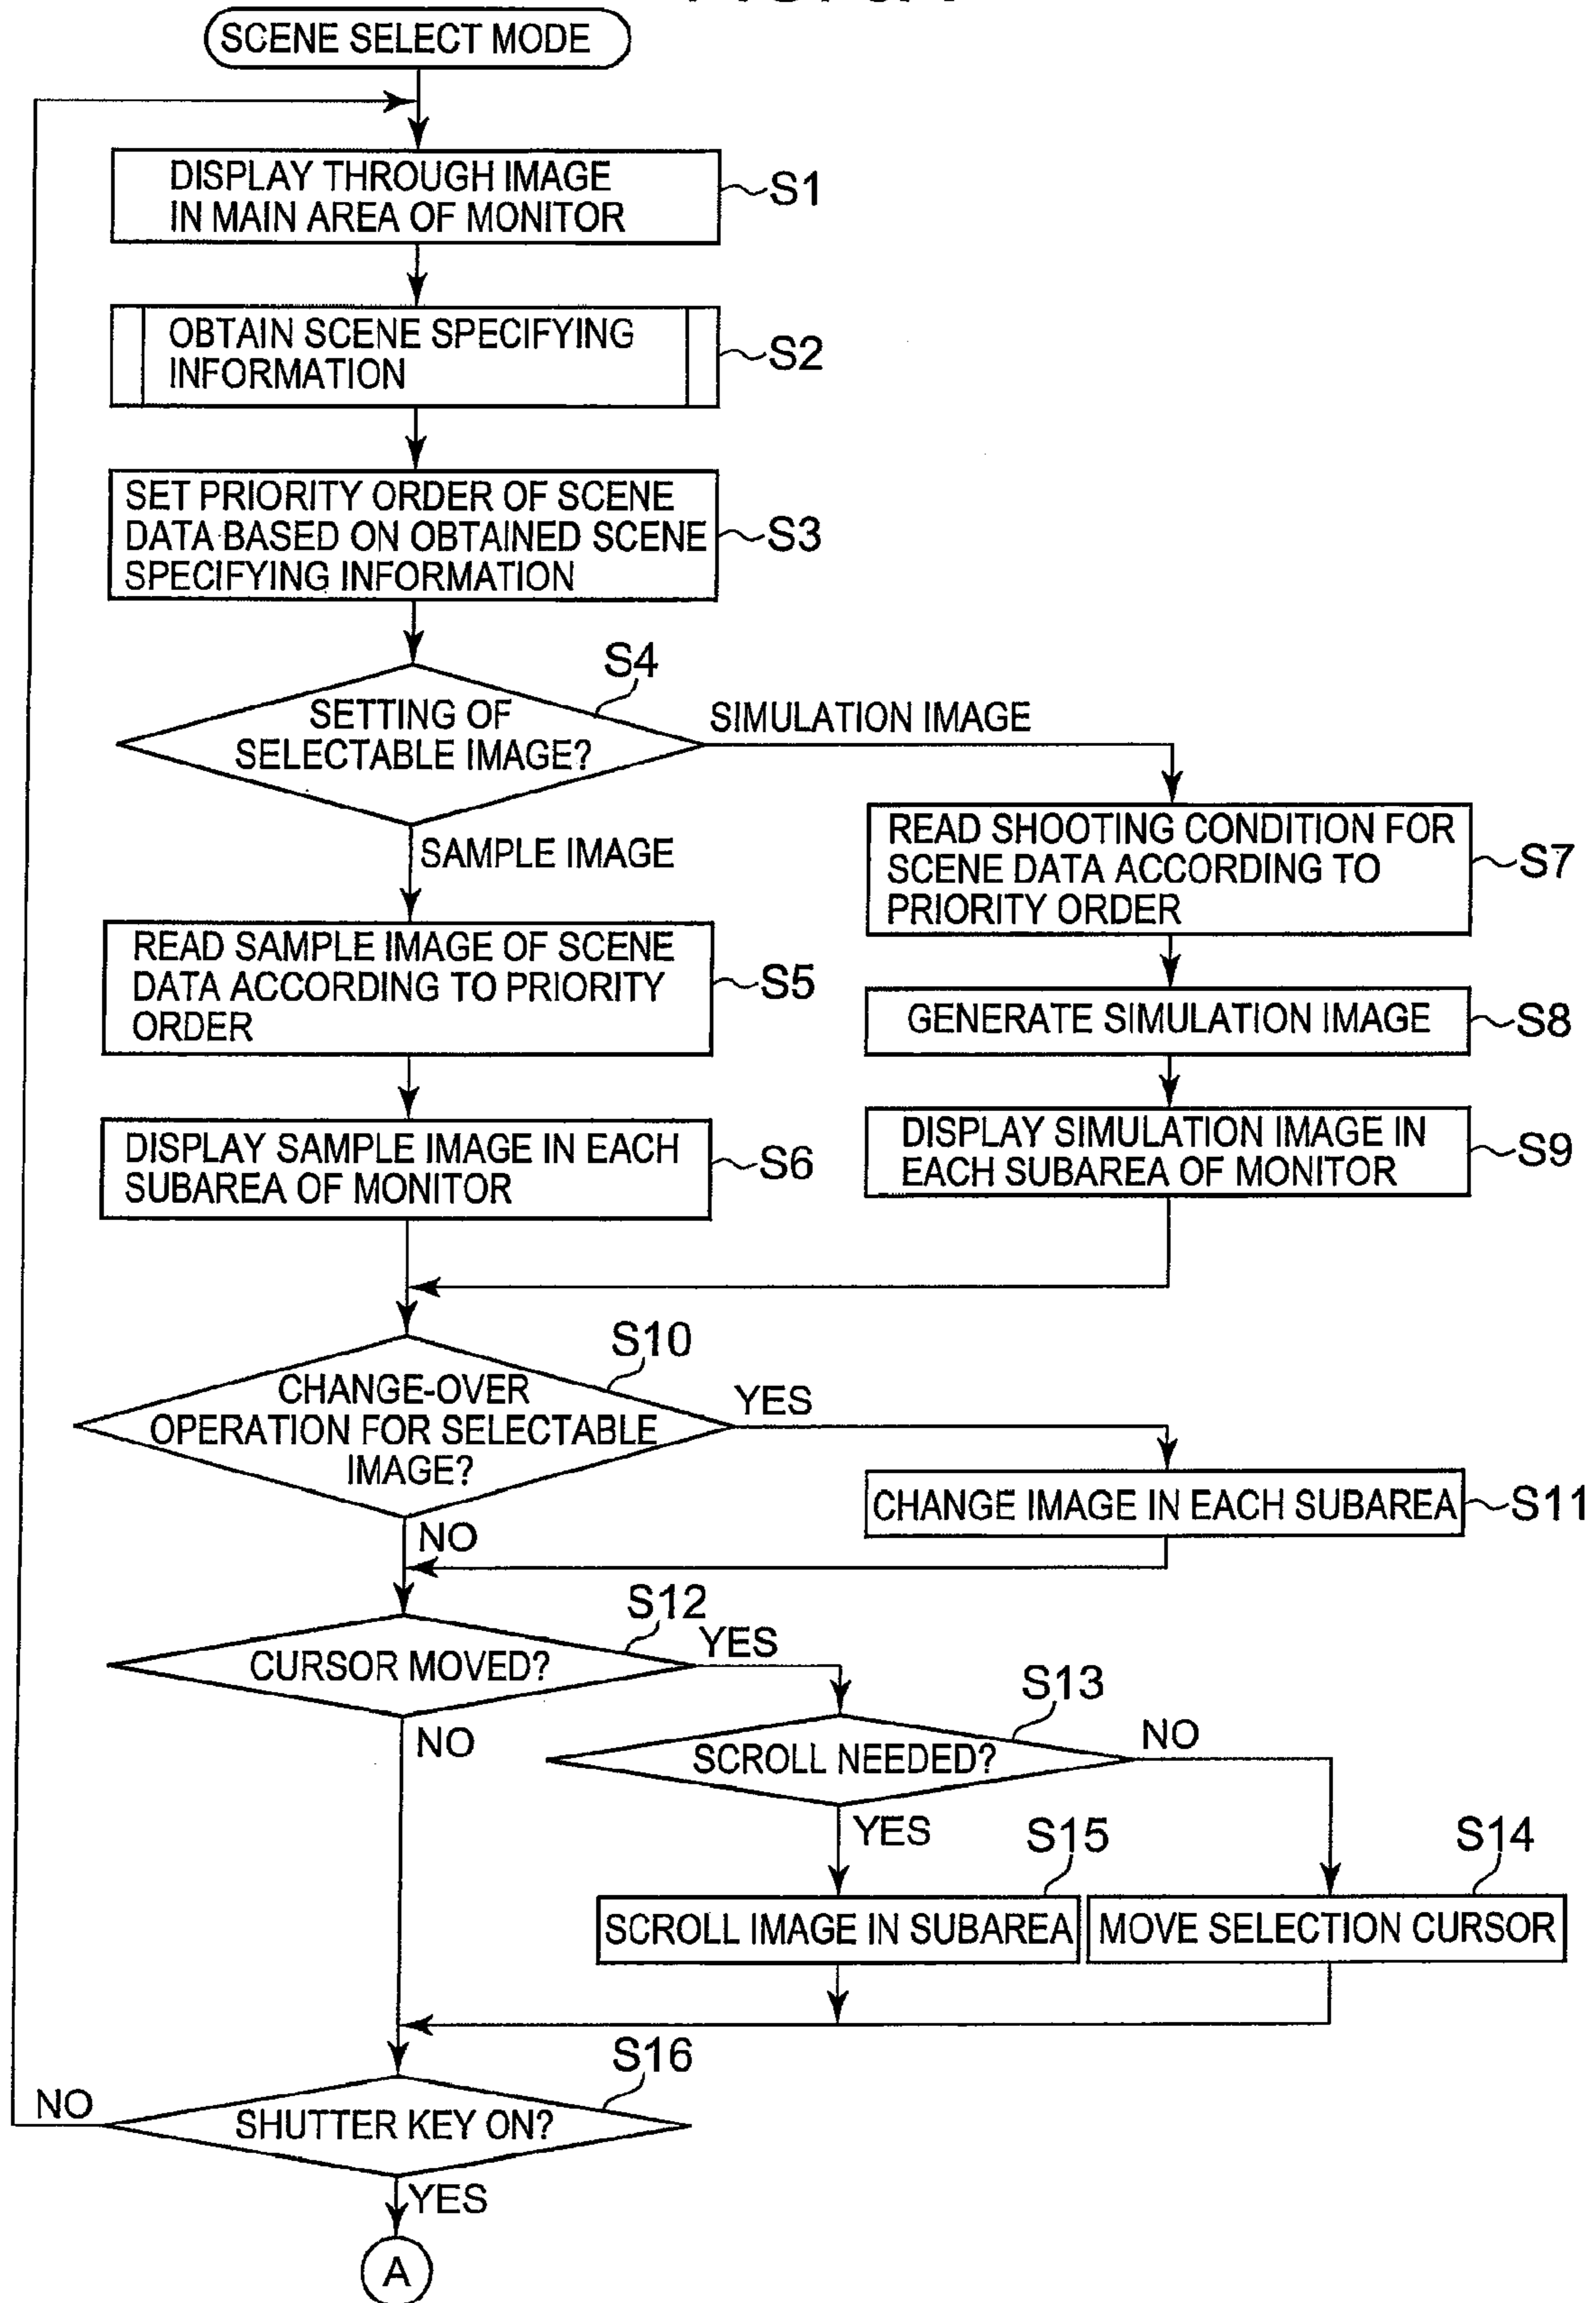 SCENE SELECT MODE
DISPLAY THROUGH IMAGE
IN MAIN AREA OF MONITOR
S1
OBTAIN SCENE SPECIFYING
INFORMATION
S2
SET PRIORITY ORDER OF SCENE
DATA BASED ON OBTAINED SCENE
SPECIFYING INFORMATION
S3
S4
SETTING OF
SELECTABLE IMAGE?
SIMULATION IMAGE
SAMPLE IMAGE
READ SHOOTING CONDITION FOR
SCENE DATA ACCORDING TO
PRIORITY ORDER
S7
READ SAMPLE IMAGE OF SCENE
DATA ACCORDING TO PRIORITY
ORDER
S5
GENERATE SIMULATION IMAGE
S8
DISPLAY SAMPLE IMAGE IN EACH
SUBAREA OF MONITOR
S6
DISPLAY SIMULATION IMAGE IN
EACH SUBAREA OF MONITOR
S9
S10
CHANGE-OVER
OPERATION FOR SELECTABLE
IMAGE?
YES
NO
CHANGE IMAGE IN EACH SUBAREA
S11
S12
CURSOR MOVED?
YES
NO
S13
SCROLL NEEDED?
NO
YES
S15
SCROLL IMAGE IN SUBAREA
S14
MOVE SELECTION CURSOR
S16
SHUTTER KEY ON?
NO
YES
A